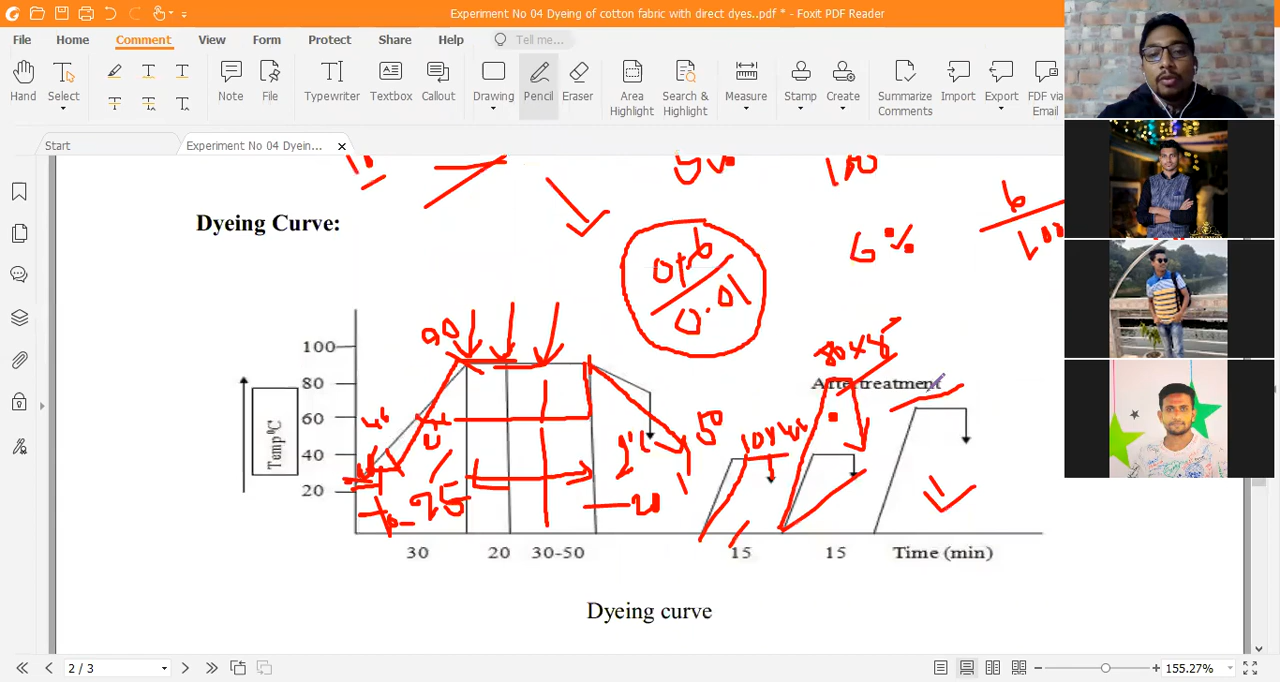 Experiment No 04 Dyeing of cotton fabric with direct dyes..pdf * - Foxit PDF Reader
File Home Comment View Form Protect Share Help Tell me...
Hand Select Note File Typewriter Textbox Callout Drawing Pencil Eraser Area Highlight Search & Highlight Measure Stamp Create Summarize Comments Import Export FDF via Email
Start Experiment No 04 Dyein...
Dyeing Curve:
6%
6/100
0.01
100
80
60
40
20
Temp°C
90
After treatment
50
25
20
30 20 30-50 15 15 Time (min)
Dyeing curve
2 / 3 155.27%